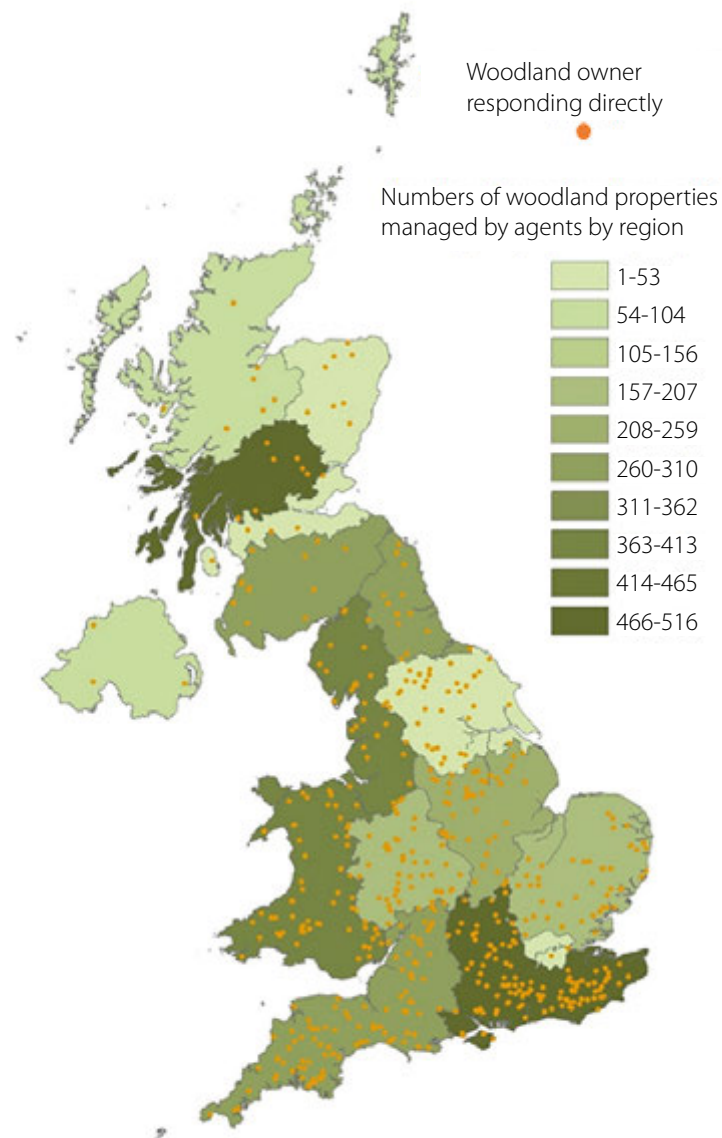 Woodland owner
responding directly
Numbers of woodland properties
managed by agents by region
1-53
54-104
105-156
157-207
208-259
260-310
311-362
363-413
414-465
466-516